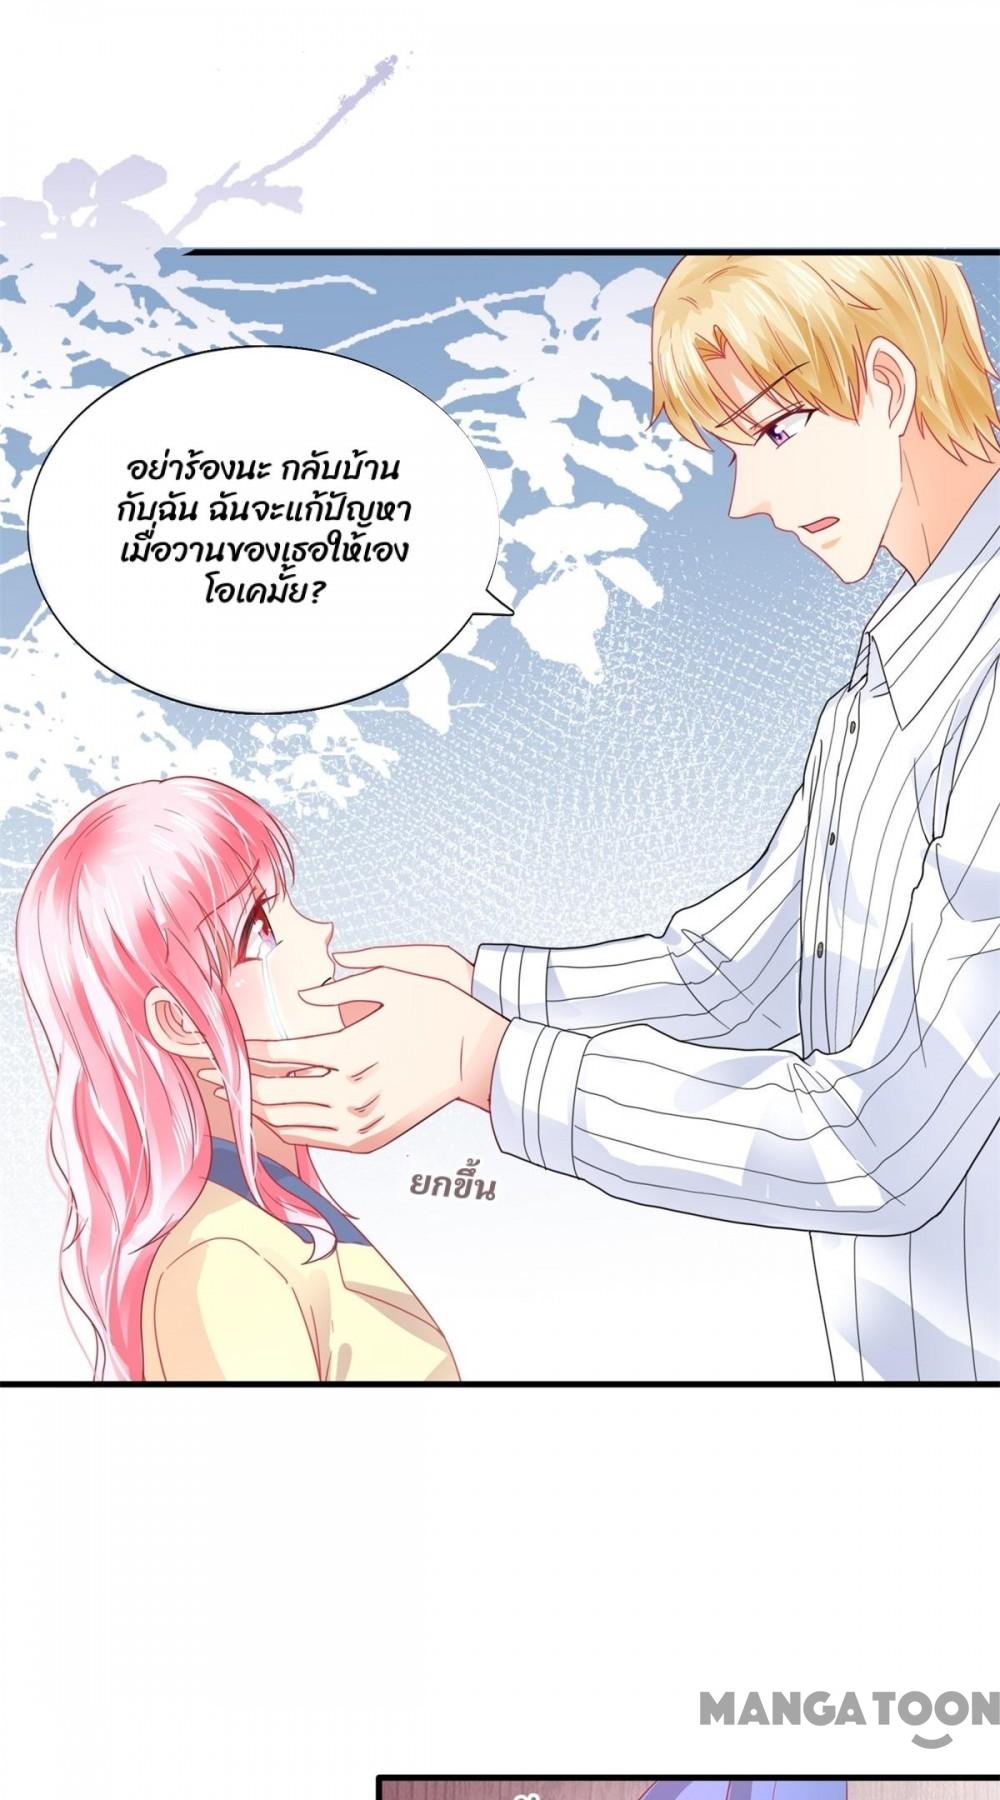 อย่าร้องนะ กลับบ้าน
กับฉัน ฉันจะแก้ปัญหา
เมื่อวานของเธอให้เอง
โอเคมั้ย?
ยกขึ้น
MANGATOON